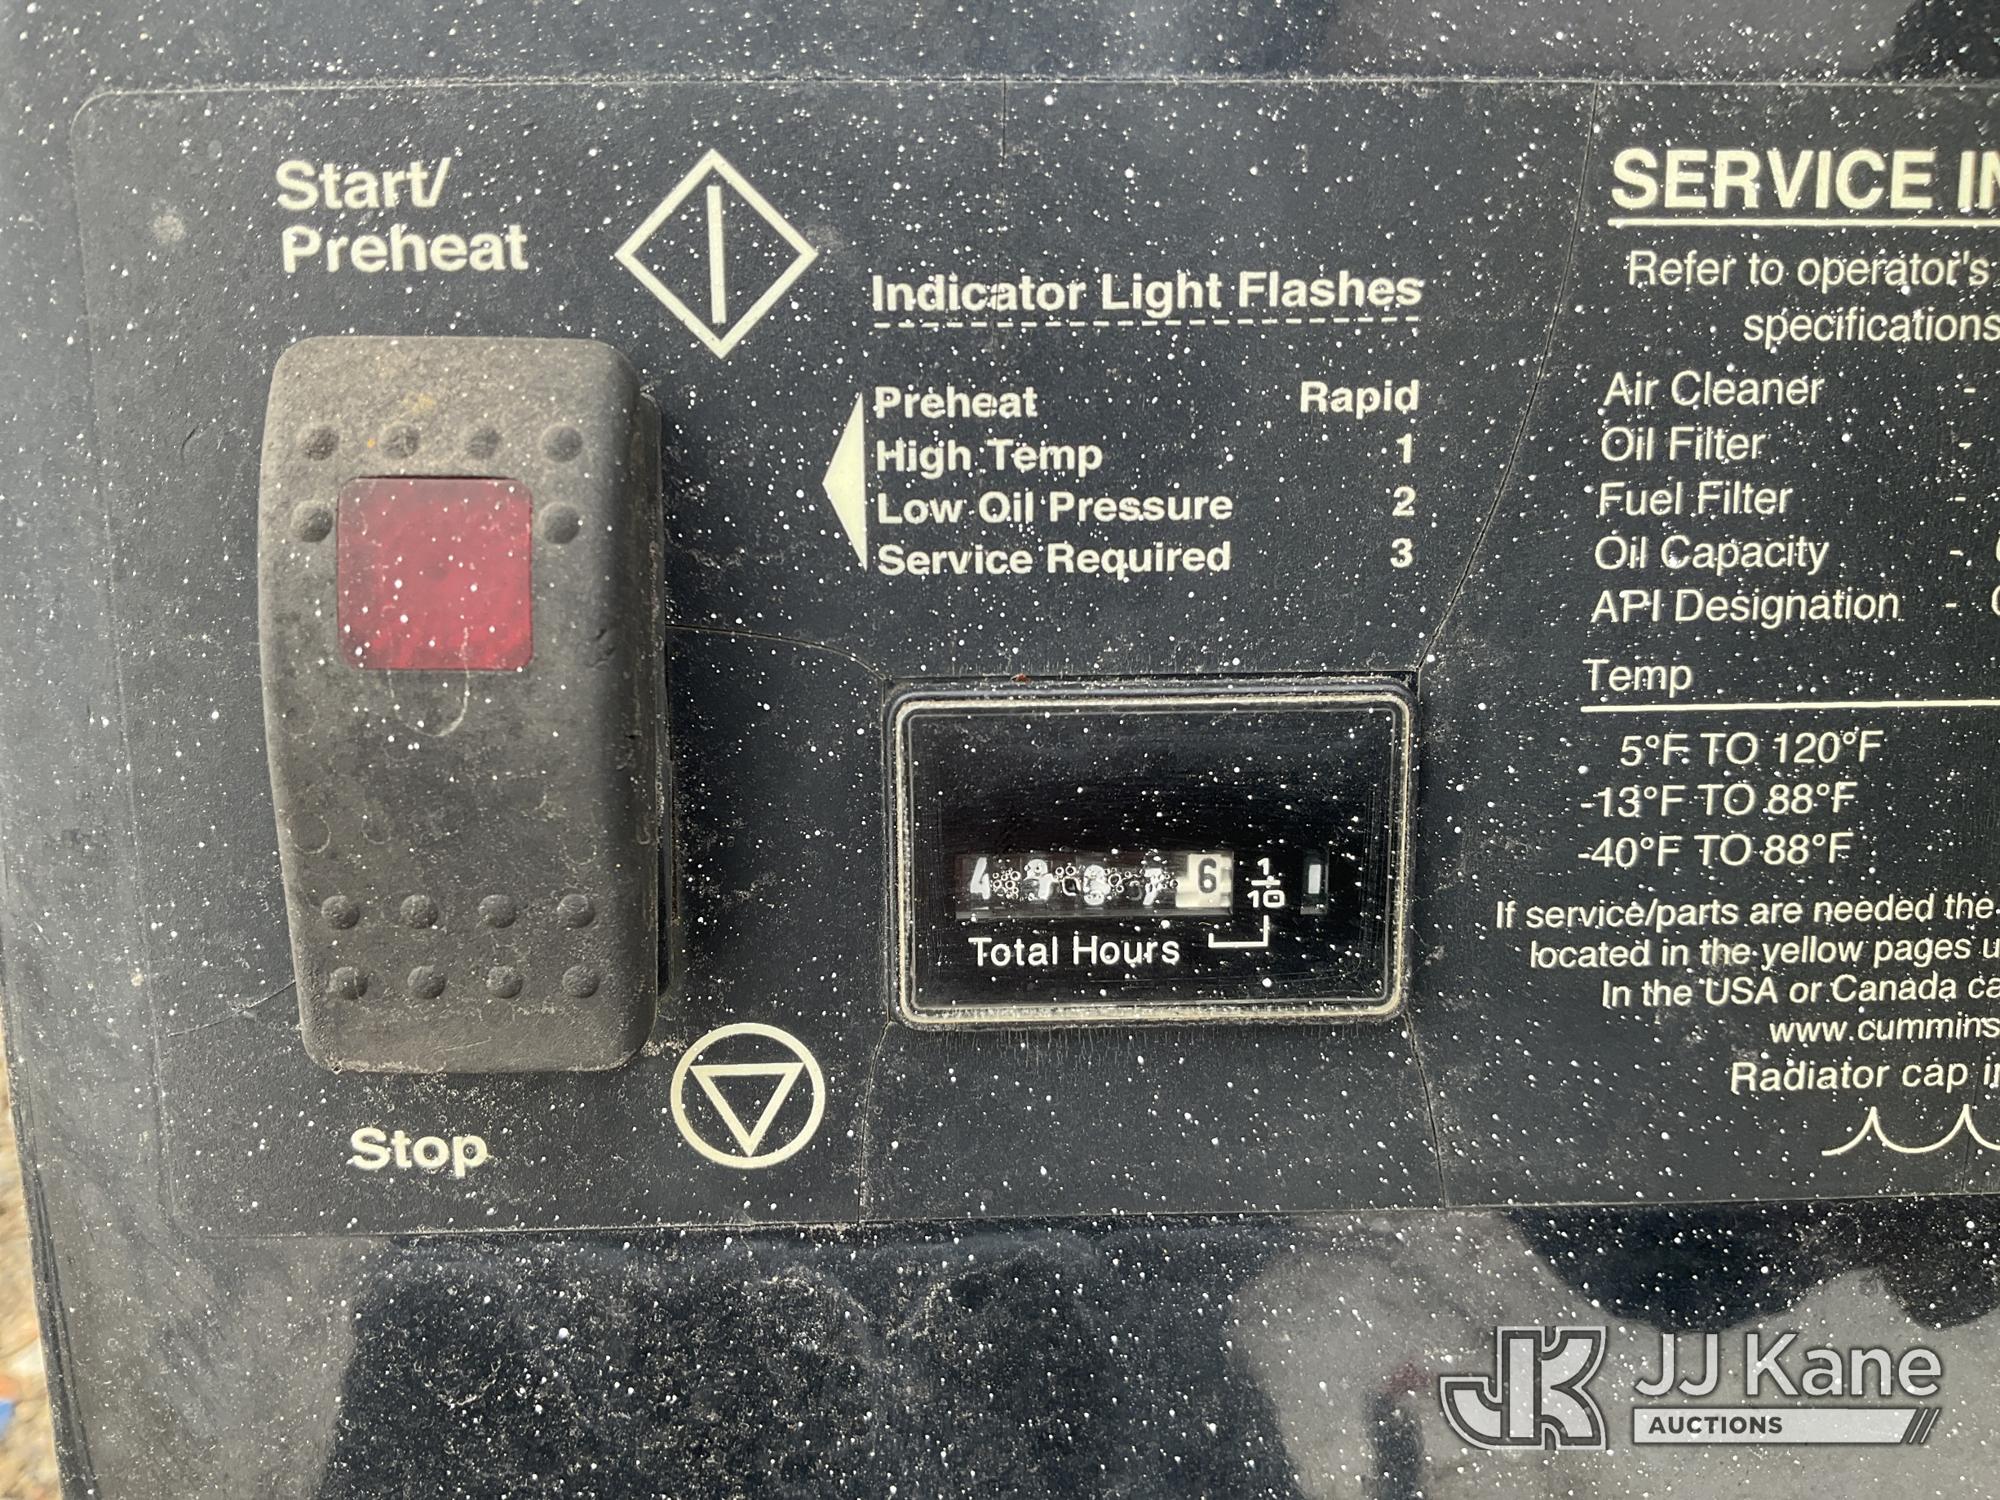 Start/
Preheat
Indicator Light Flashes
Preheat Rapid
High Temp 1
Low Oil Pressure 2
Service Required 3
6 1/10
Total Hours
Stop
SERVICE
Refer to operator's
specifications
Air Cleaner -
Oil Filter -
Fuel Filter -
Oil Capacity -
API Designation -
Temp
5°F TO 120°F
-13°F TO 88°F
-40°F TO 88°F
If service/parts are needed the
located in the yellow pages
In the USA or Canada
www.cummins
Radiator cap
JK JJ Kane
AUCTIONS